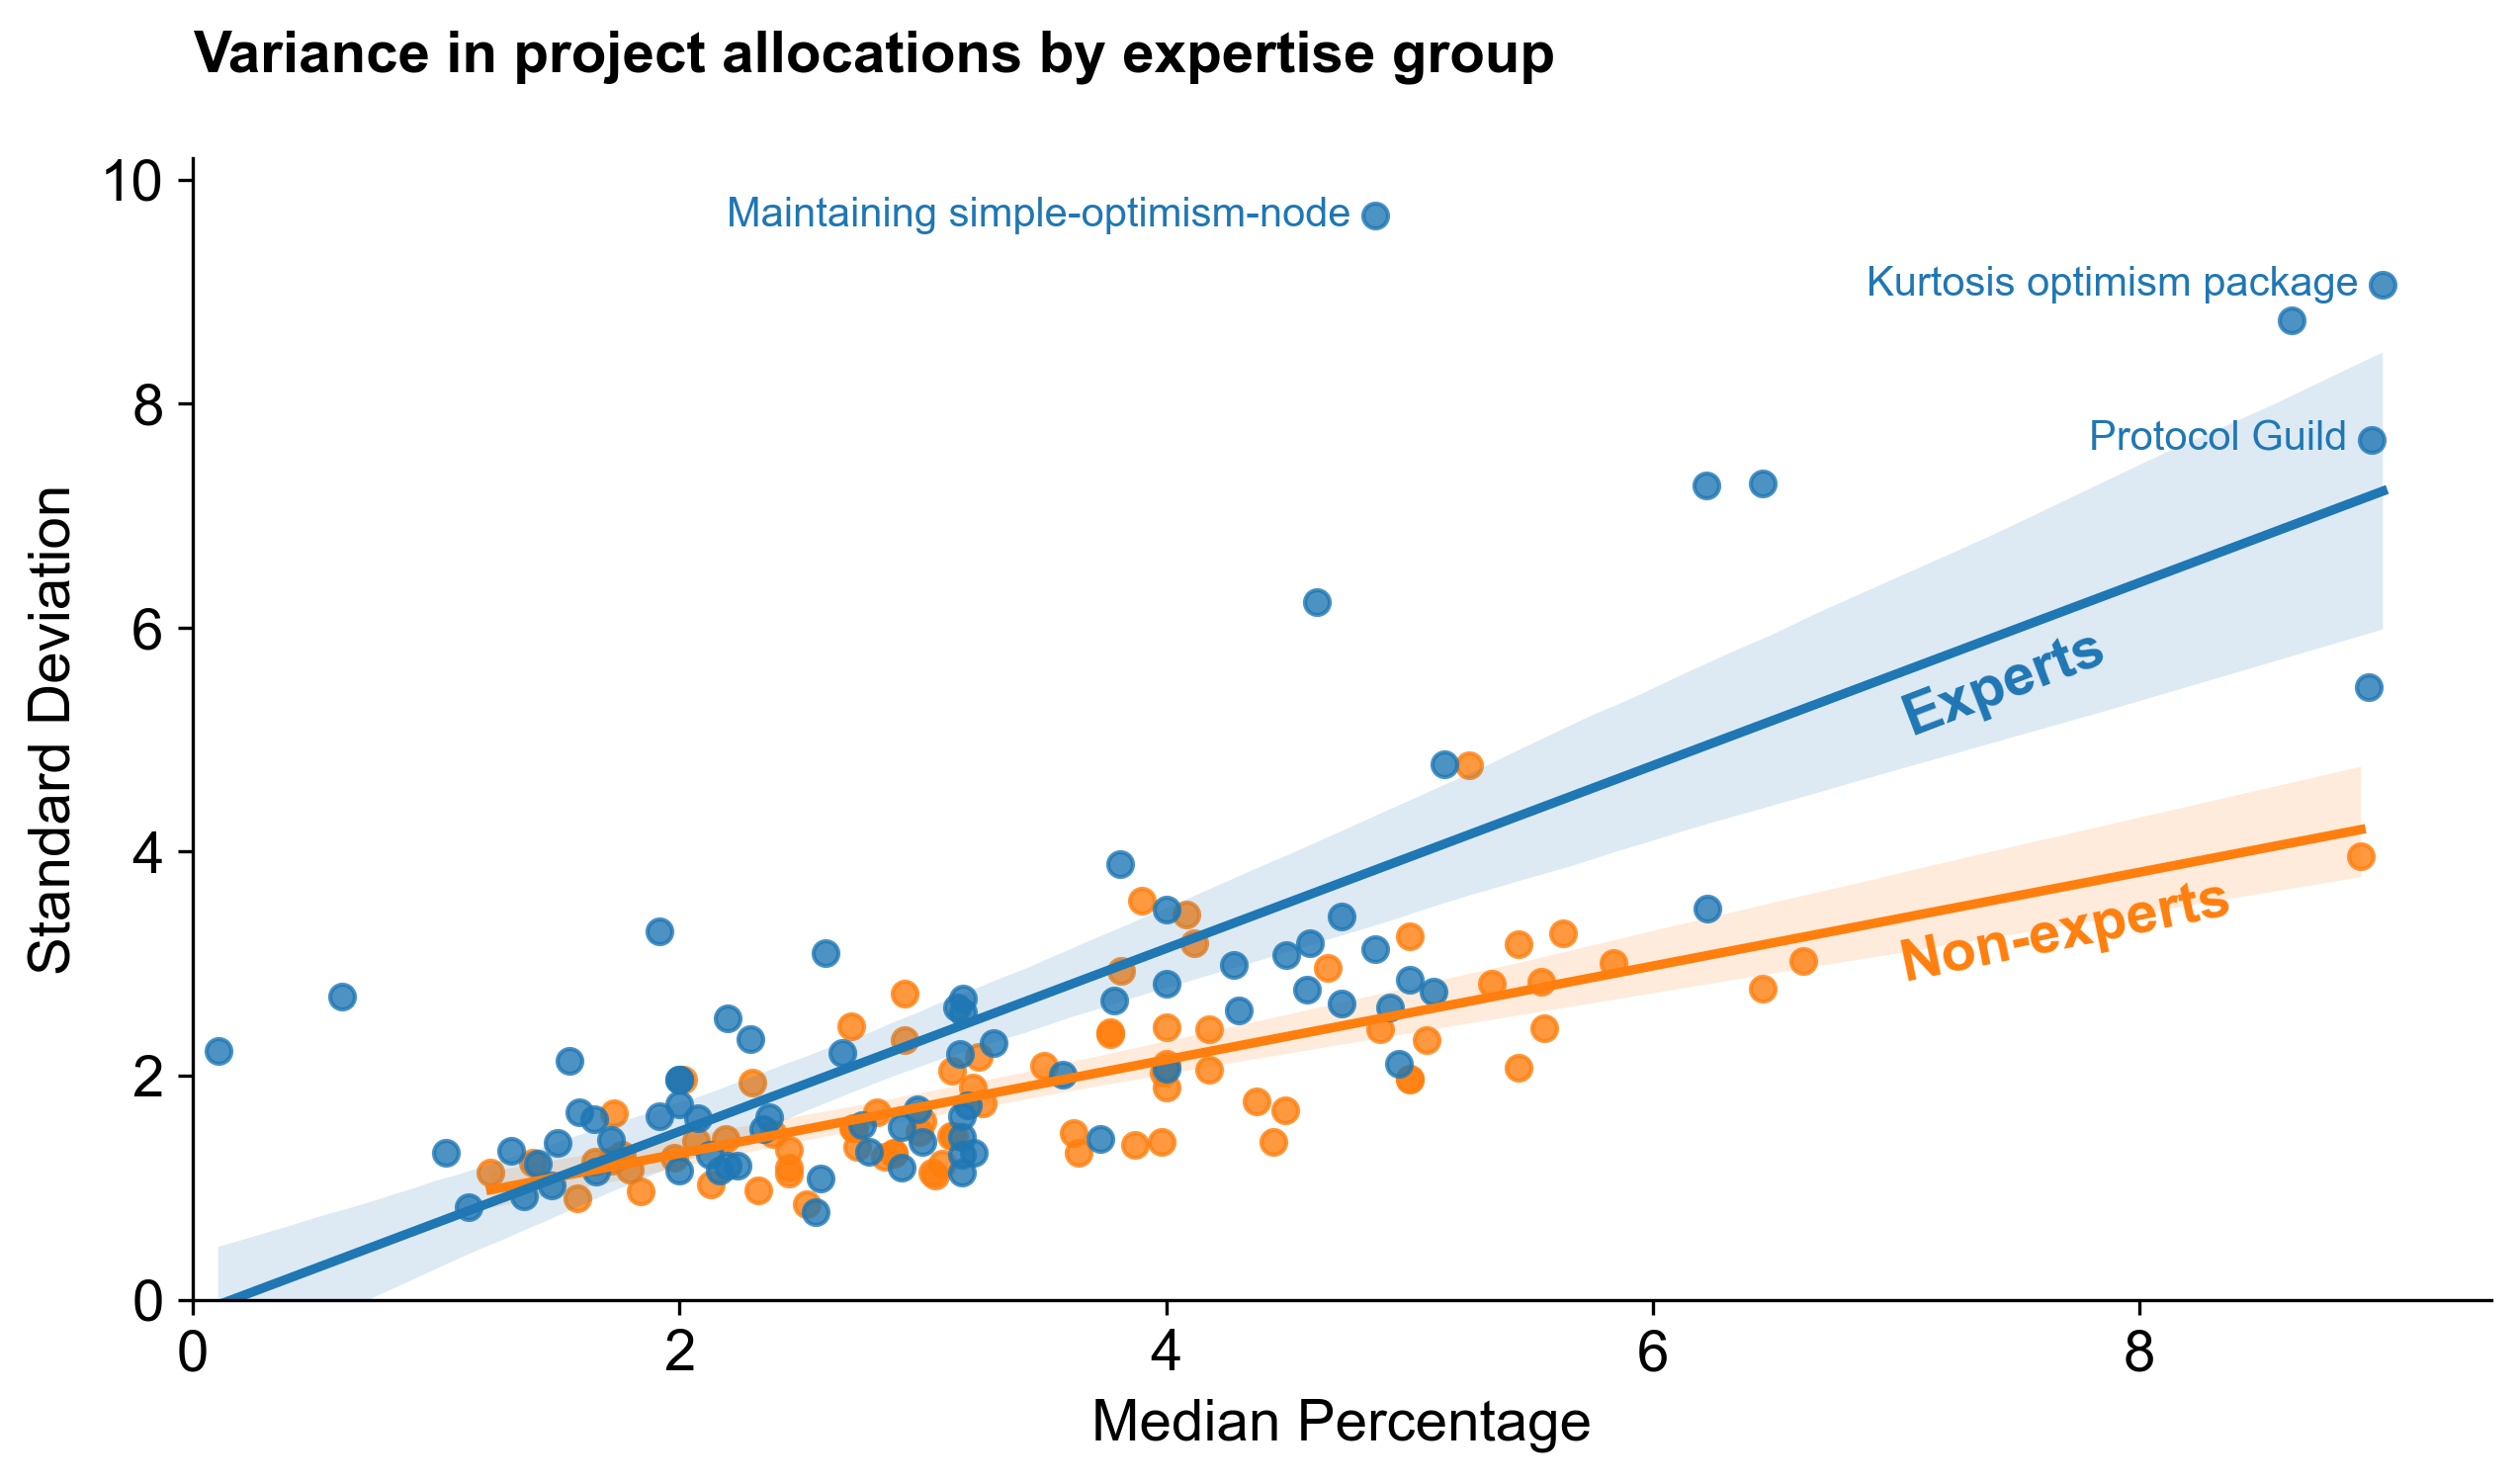 Variance in project allocations by expertise group
10
Maintaining simple-optimism-node
Kurtosis optimism package
8
Protocol Guild
6
Experts
Standard Deviation
4
Non-experts
2
0
0 2 4 6 8
Median Percentage